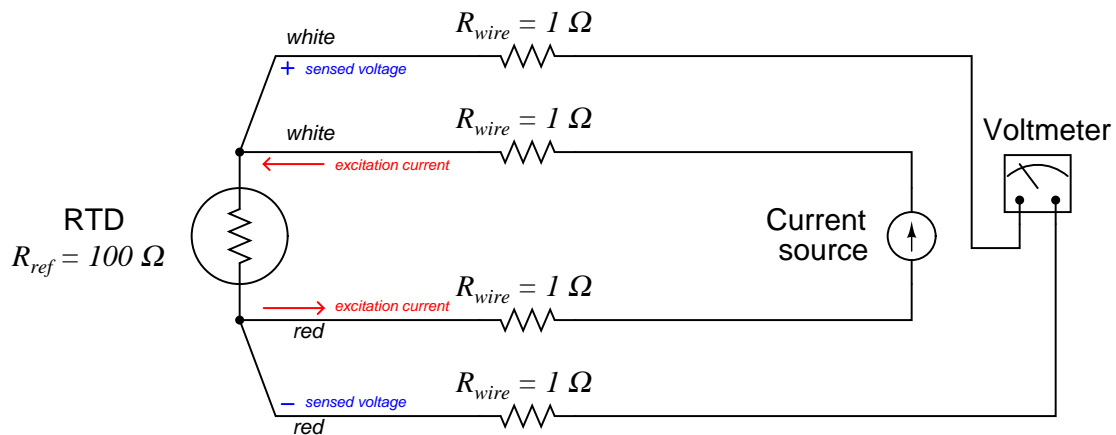 white
R_wire = 1 Ω
+ sensed voltage
white
R_wire = 1 Ω
excitation current
Voltmeter
RTD
R_ref = 100 Ω
Current
source
R_wire = 1 Ω
excitation current
red
R_wire = 1 Ω
− sensed voltage
red